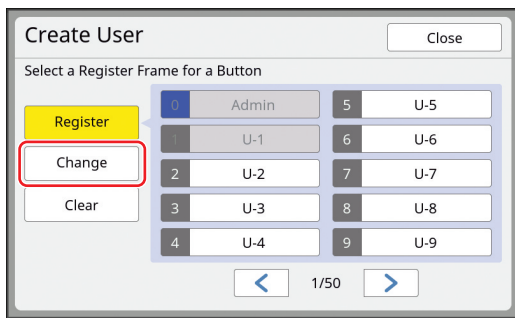 Create User
Close
Select a Register Frame for a Button
Register
Change
Clear
0 Admin
1 U-1
2 U-2
3 U-3
4 U-4
5 U-5
6 U-6
7 U-7
8 U-8
9 U-9
< 1/50 >